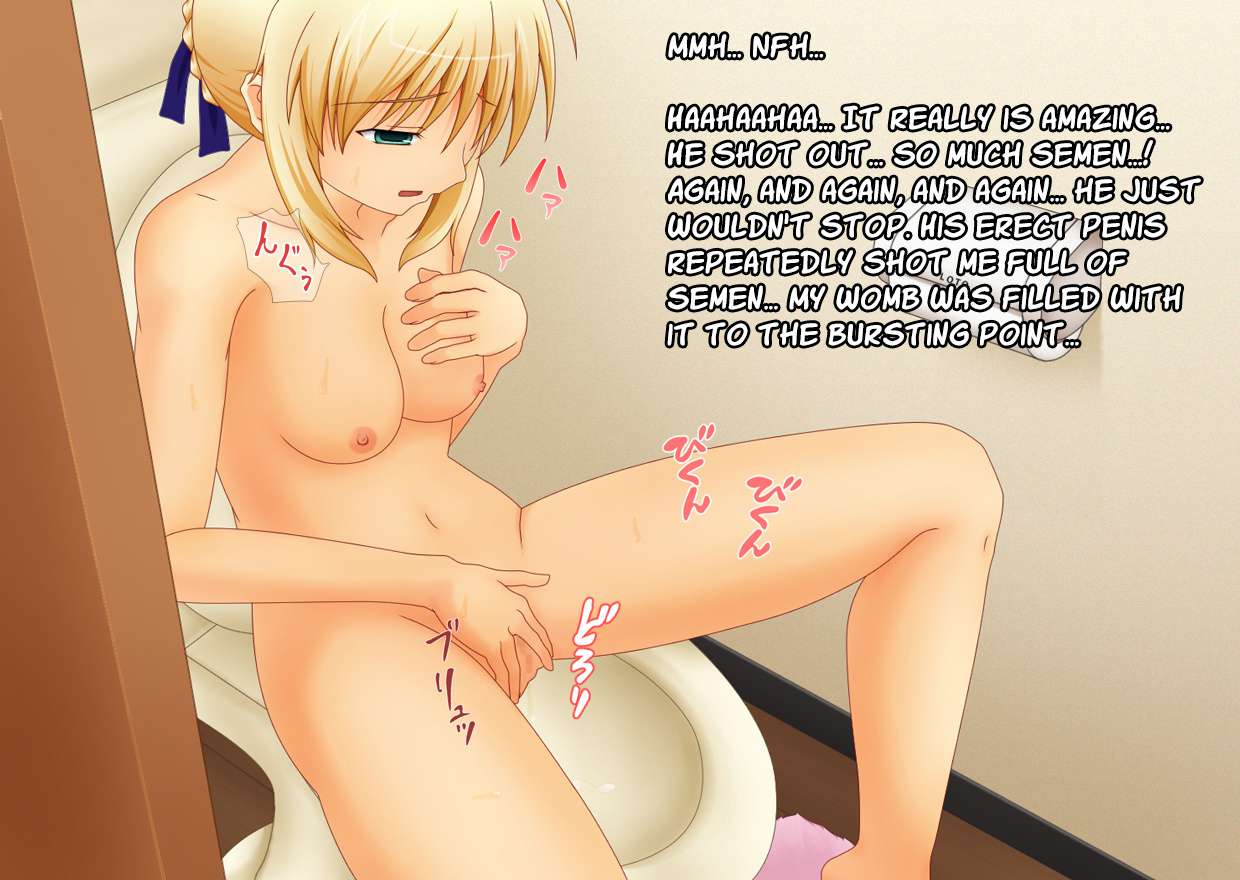 MMH... NFH...
HAAHAAHAA... IT REALLY IS AMAZING...
HE SHOT OUT... SO MUCH SEMEN...!
AGAIN, AND AGAIN, AND AGAIN... HE JUST
WOULDN'T STOP. HIS ERECT PENIS
REPEATEDLY SHOT ME FULL OF
SEMEN... MY WOMB WAS FILLED WITH
IT TO THE BURSTING POINT...
ハァ
ハァ
んぐぅ
LOTO
びくん
びくん
ブリュッ
どろり